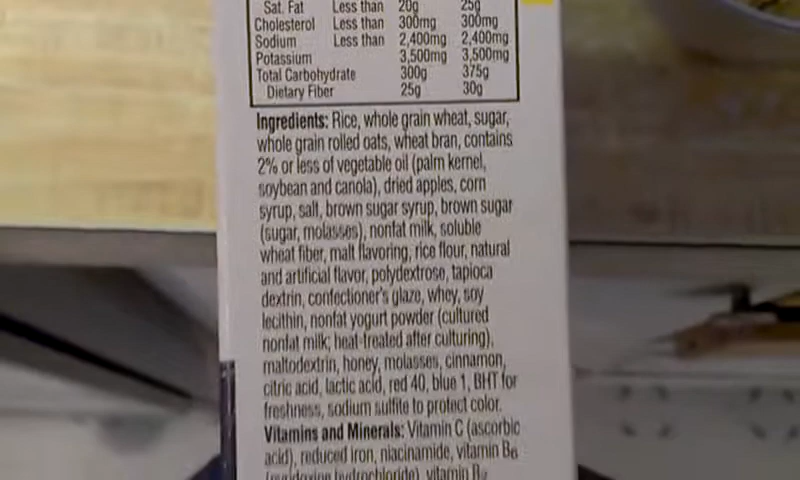 Sat. Fat Less than 20g 25g
Cholesterol Less than 300mg 300mg
Sodium Less than 2,400mg 2,400mg
Potassium 3,500mg 3,500mg
Total Carbohydrate 300g 375g
Dietary Fiber 25g 30g
Ingredients: Rice, whole grain wheat, sugar,
whole grain rolled oats, wheat bran, contains
2% or less of vegetable oil (palm kernel,
soybean and canola), dried apples, corn
syrup, salt, brown sugar syrup, brown sugar
(sugar, molasses), nonfat milk, soluble
wheat fiber, malt flavoring, rice flour, natural
and artificial flavor, polydextrose, tapioca
dextrin, confectioner's glaze, whey, soy
lecithin, nonfat yogurt powder (cultured
nonfat milk; heat-treated after culturing),
maltodextrin, honey, molasses, cinnamon,
citric acid, lactic acid, red 40, blue 1, BHT for
freshness, sodium sulfite to protect color.
Vitamins and Minerals: Vitamin C (ascorbic
acid), reduced iron, niacinamide, vitamin B6
(pyridoxine hydrochloride), vitamin B2